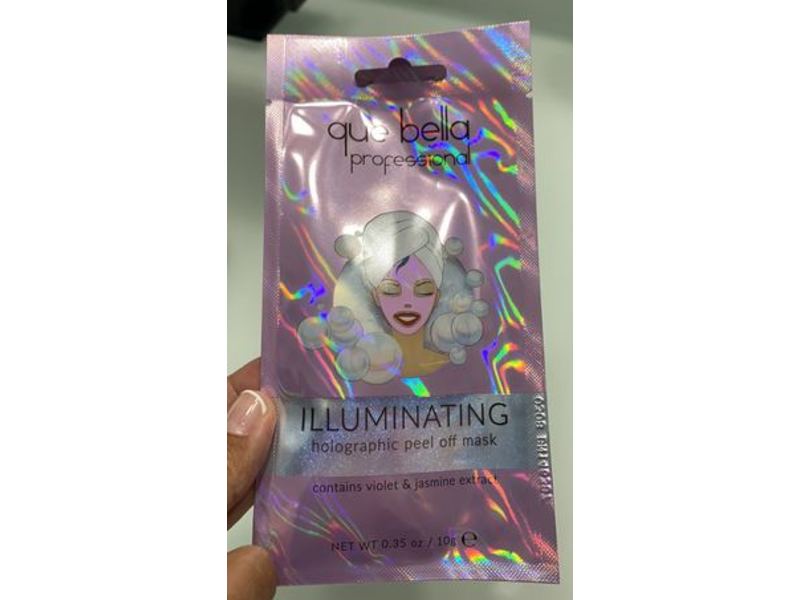 que bella
professional
ILLUMINATING
holographic peel off mask
contains violet & jasmine extract
NET WT 0.35 oz / 10g ℮